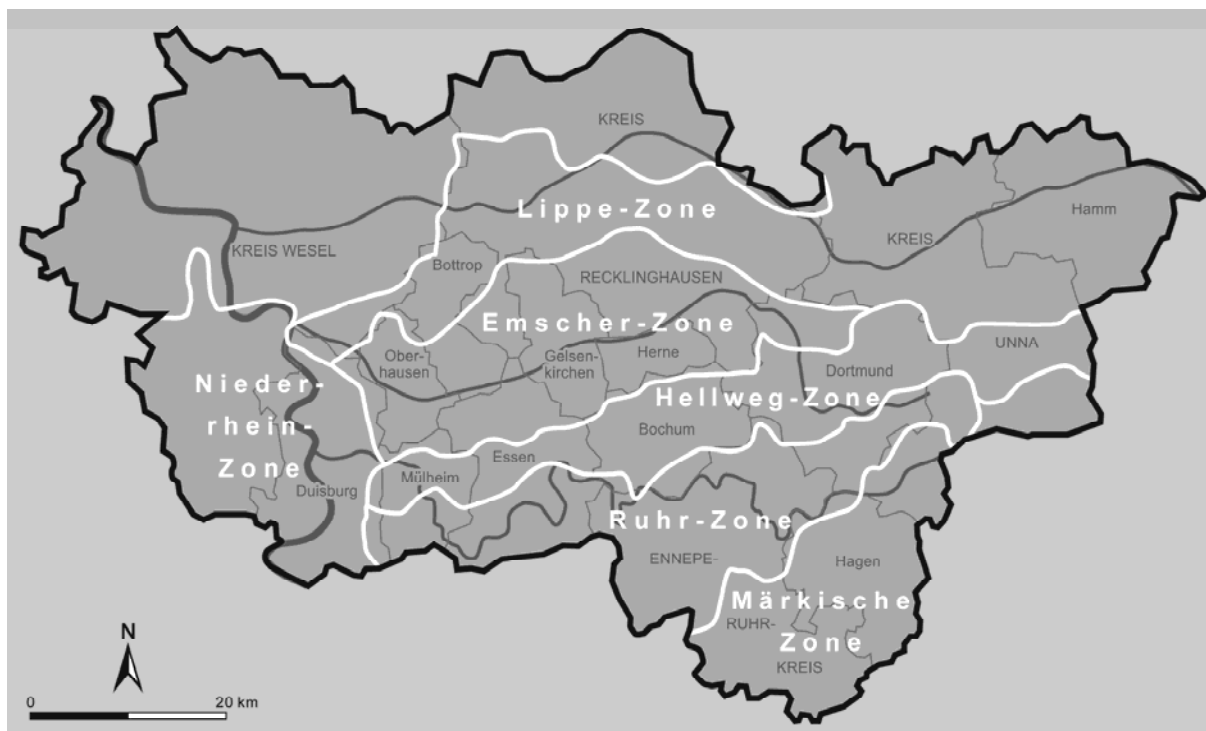 KREIS
Lippe-Zone
Hamm
KREIS WESEL
KREIS
Bottrop
RECKLINGHAUSEN
Emscher-Zone
UNNA
Ober-
hausen
Gelsen-
kirchen
Herne
Dortmund
Nieder-
rhein-
Zone
Hellweg-Zone
Bochum
Essen
Mülheim
Duisburg
Ruhr-Zone
ENNEPE-
Hagen
Märkische
RUHR-
Zone
KREIS
N
0 20 km